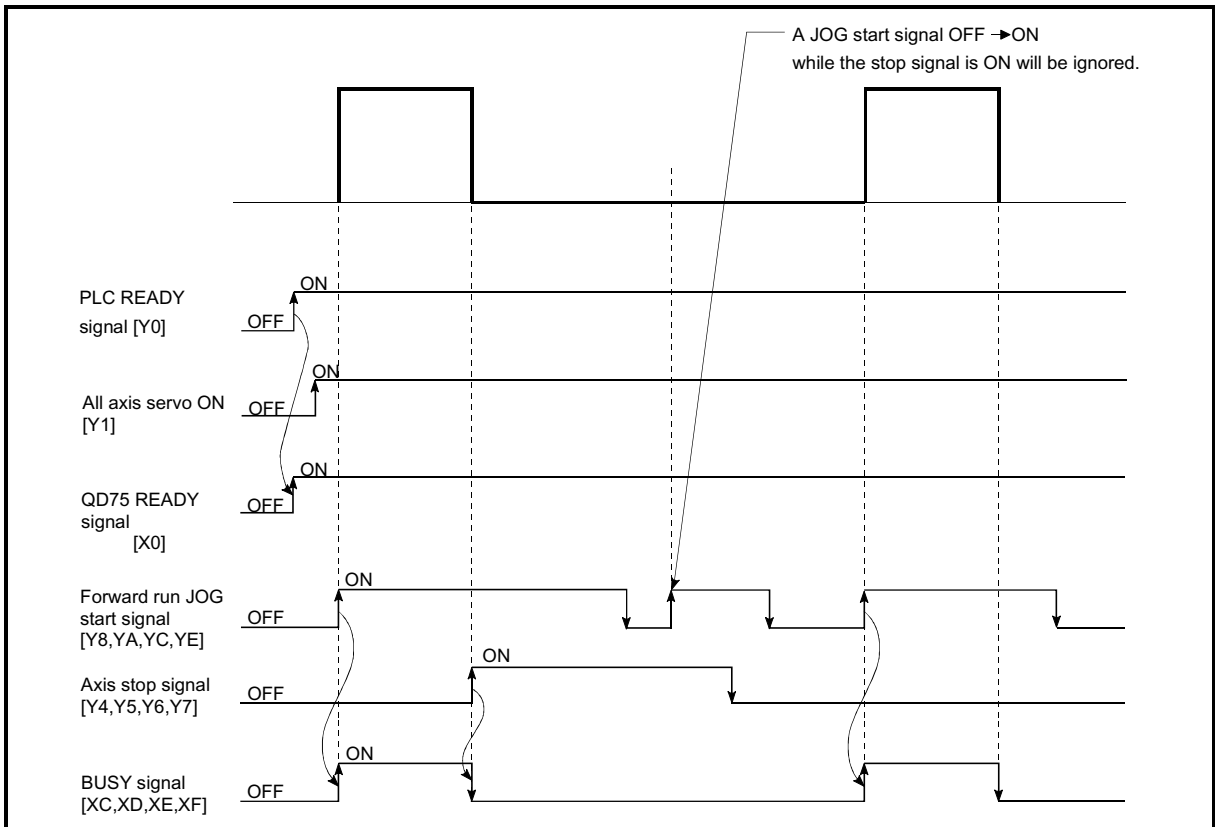 A JOG start signal OFF → ON
while the stop signal is ON will be ignored.
ON
PLC READY
signal [Y0]
OFF
ON
All axis servo ON
[Y1]
OFF
ON
QD75 READY
signal
[X0]
OFF
ON
Forward run JOG
start signal
[Y8,YA,YC,YE]
OFF
ON
Axis stop signal
[Y4,Y5,Y6,Y7]
OFF
ON
BUSY signal
[XC,XD,XE,XF]
OFF